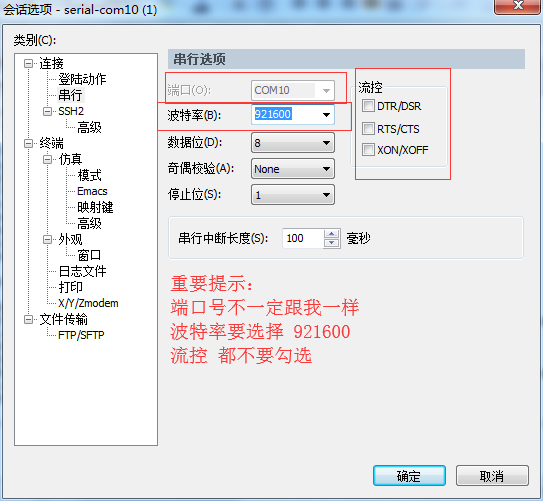 会话选项 - serial-com10 (1)
类别(C):
连接
登陆动作
串行
SSH2
高级
终端
仿真
模式
Emacs
映射键
高级
外观
窗口
日志文件
打印
X/Y/Zmodem
文件传输
FTP/SFTP
串行选项
端口(O): COM10
波特率(B): 921600
数据位(D): 8
奇偶校验(A): None
停止位(S): 1
流控
DTR/DSR
RTS/CTS
XON/XOFF
串行中断长度(S): 100 毫秒
重要提示:
端口号不一定跟我一样
波特率要选择 921600
流控 都不要勾选
确定 取消